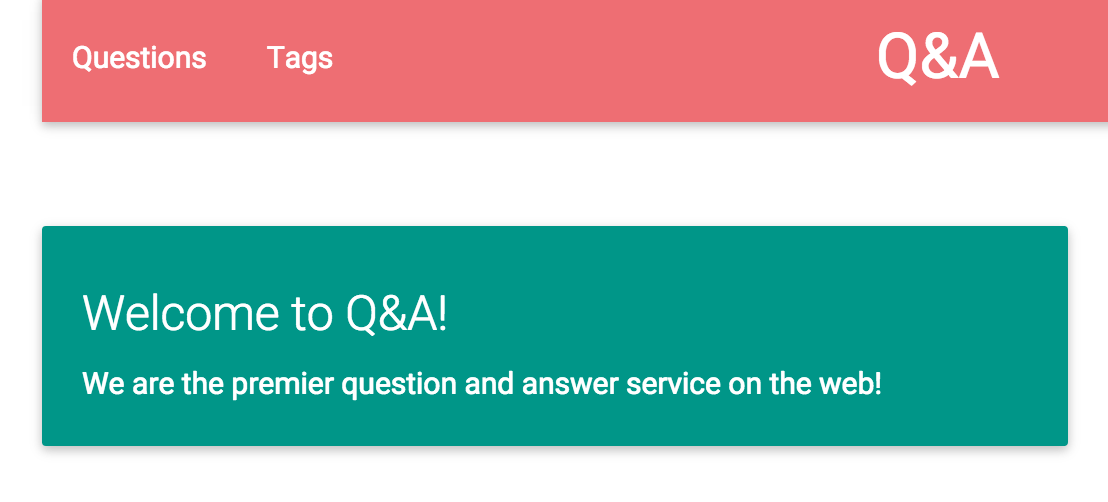 Questions Tags Q&A
Welcome to Q&A!
We are the premier question and answer service on the web!